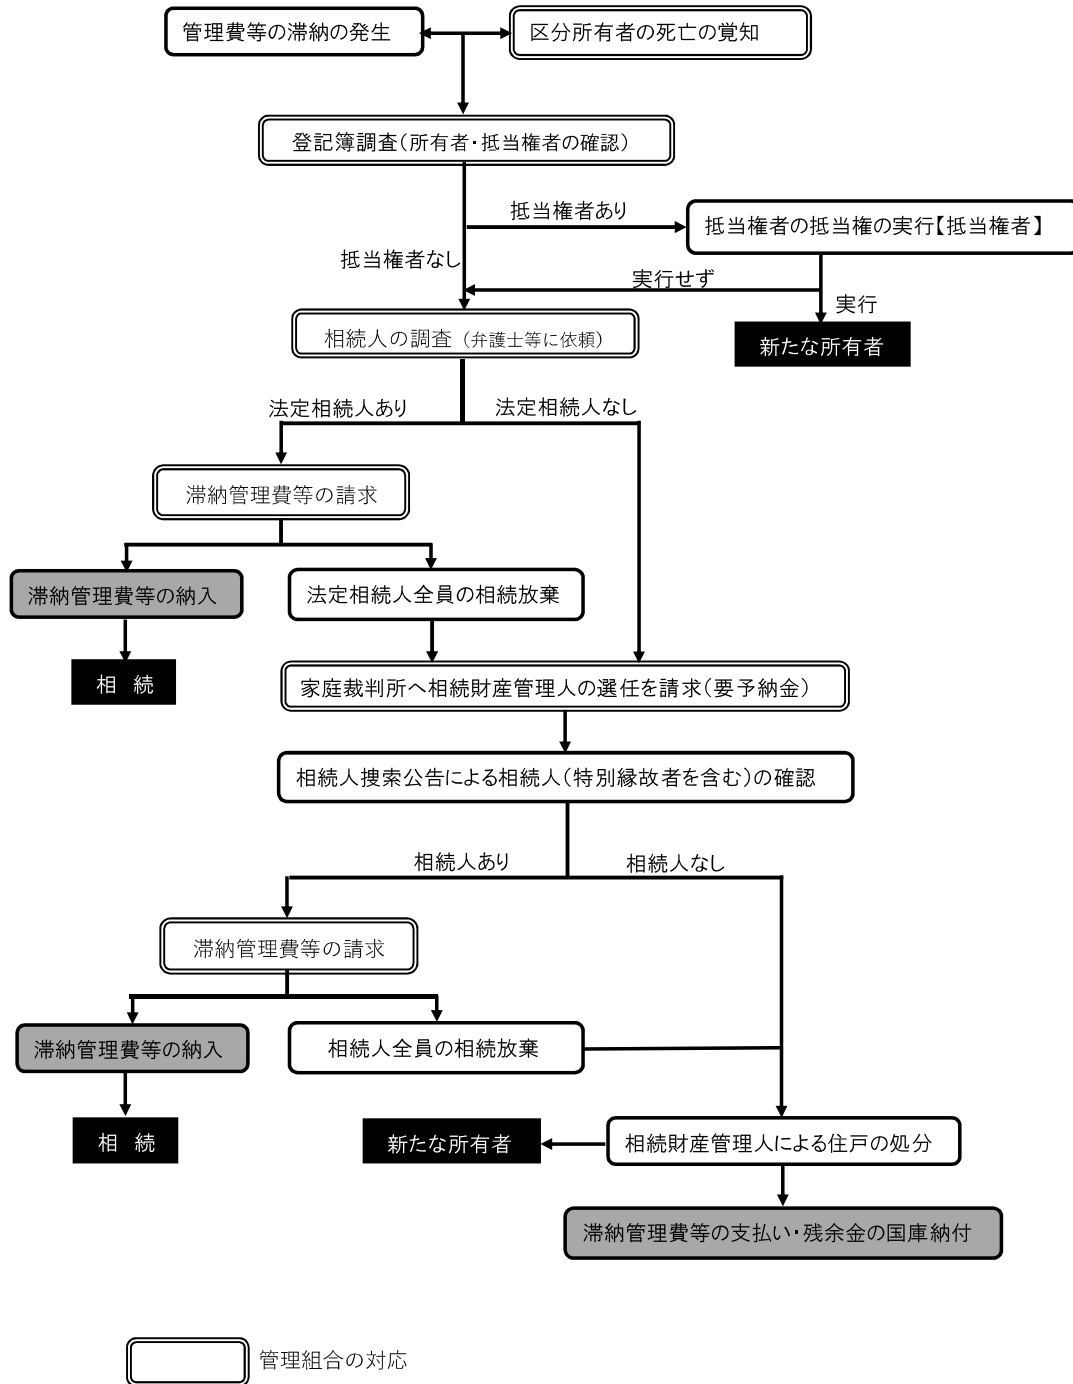 管理費等の滞納の発生
区分所有者の死亡の覚知
登記簿調査(所有者・抵当権者の確認)
抵当権者あり
抵当権者の抵当権の実行【抵当権者】
抵当権者なし
実行せず
実行
新たな所有者
相続人の調査(弁護士等に依頼)
法定相続人あり
法定相続人なし
滞納管理費等の請求
滞納管理費等の納入
法定相続人全員の相続放棄
相 続
家庭裁判所へ相続財産管理人の選任を請求(要予納金)
相続人捜索公告による相続人(特別縁故者を含む)の確認
相続人あり
相続人なし
滞納管理費等の請求
滞納管理費等の納入
相続人全員の相続放棄
相 続
新たな所有者
相続財産管理人による住戸の処分
滞納管理費等の支払い・残余金の国庫納付
管理組合の対応